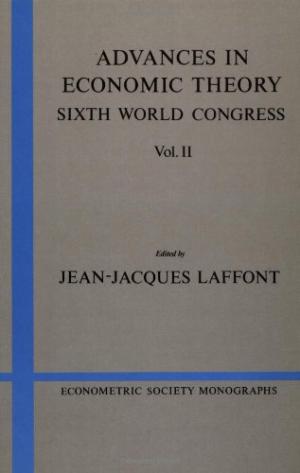 ADVANCES IN
ECONOMIC THEORY
SIXTH WORLD CONGRESS
Vol. II
Edited by
JEAN-JACQUES LAFFONT
ECONOMETRIC SOCIETY MONOGRAPHS